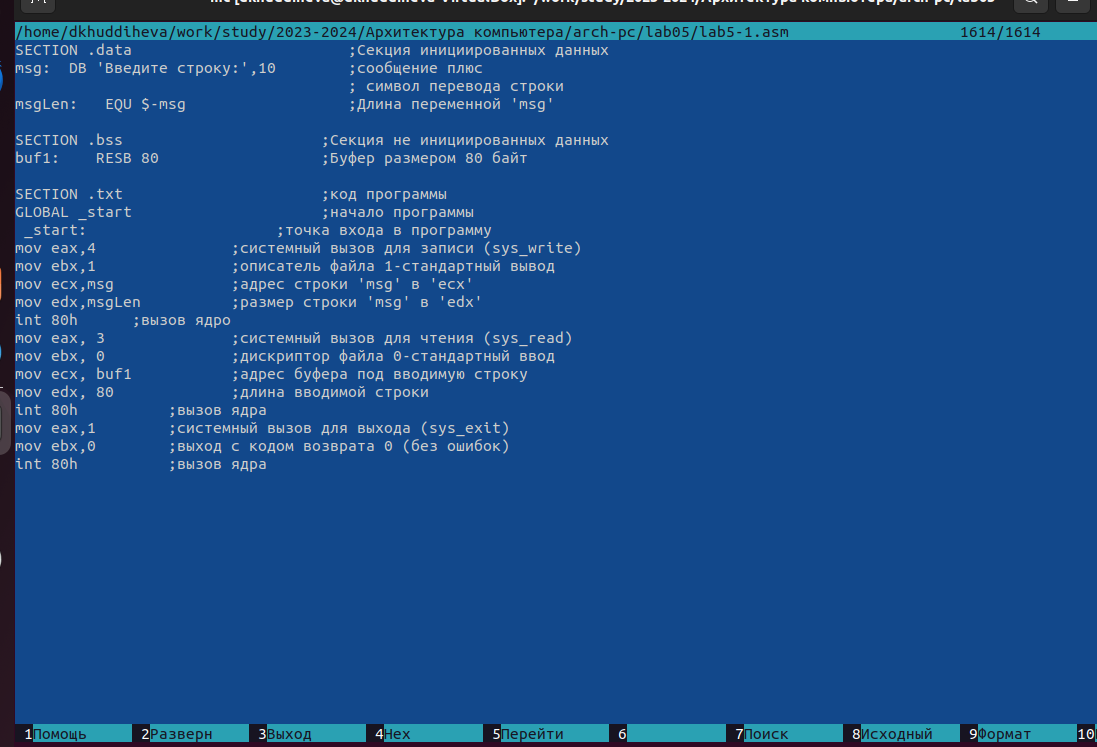 /home/dkhuddiheva/work/study/2023-2024/Архитектура компьютера/arch-pc/lab05/lab5-1.asm 1614/1614
SECTION .data ;Секция инициированных данных
msg: DB 'Введите строку:',10 ;сообщение плюс
; символ перевода строки
msgLen: EQU $-msg ;Длина переменной 'msg'
SECTION .bss ;Секция не инициированных данных
buf1: RESB 80 ;Буфер размером 80 байт
SECTION .txt ;код программы
GLOBAL _start ;начало программы
_start: ;точка входа в программу
mov eax,4 ;системный вызов для записи (sys_write)
mov ebx,1 ;описатель файла 1-стандартный вывод
mov ecx,msg ;адрес строки 'msg' в 'ecx'
mov edx,msgLen ;размер строки 'msg' в 'edx'
int 80h ;вызов ядро
mov eax, 3 ;системный вызов для чтения (sys_read)
mov ebx, 0 ;дискриптор файла 0-стандартный ввод
mov ecx, buf1 ;адрес буфера под вводимую строку
mov edx, 80 ;длина вводимой строки
int 80h ;вызов ядра
mov eax,1 ;системный вызов для выхода (sys_exit)
mov ebx,0 ;выход с кодом возврата 0 (без ошибок)
int 80h ;вызов ядра
1Помощь 2Разверн 3Выход 4Hex 5Перейти 6 7Поиск 8Исходный 9Формат 10